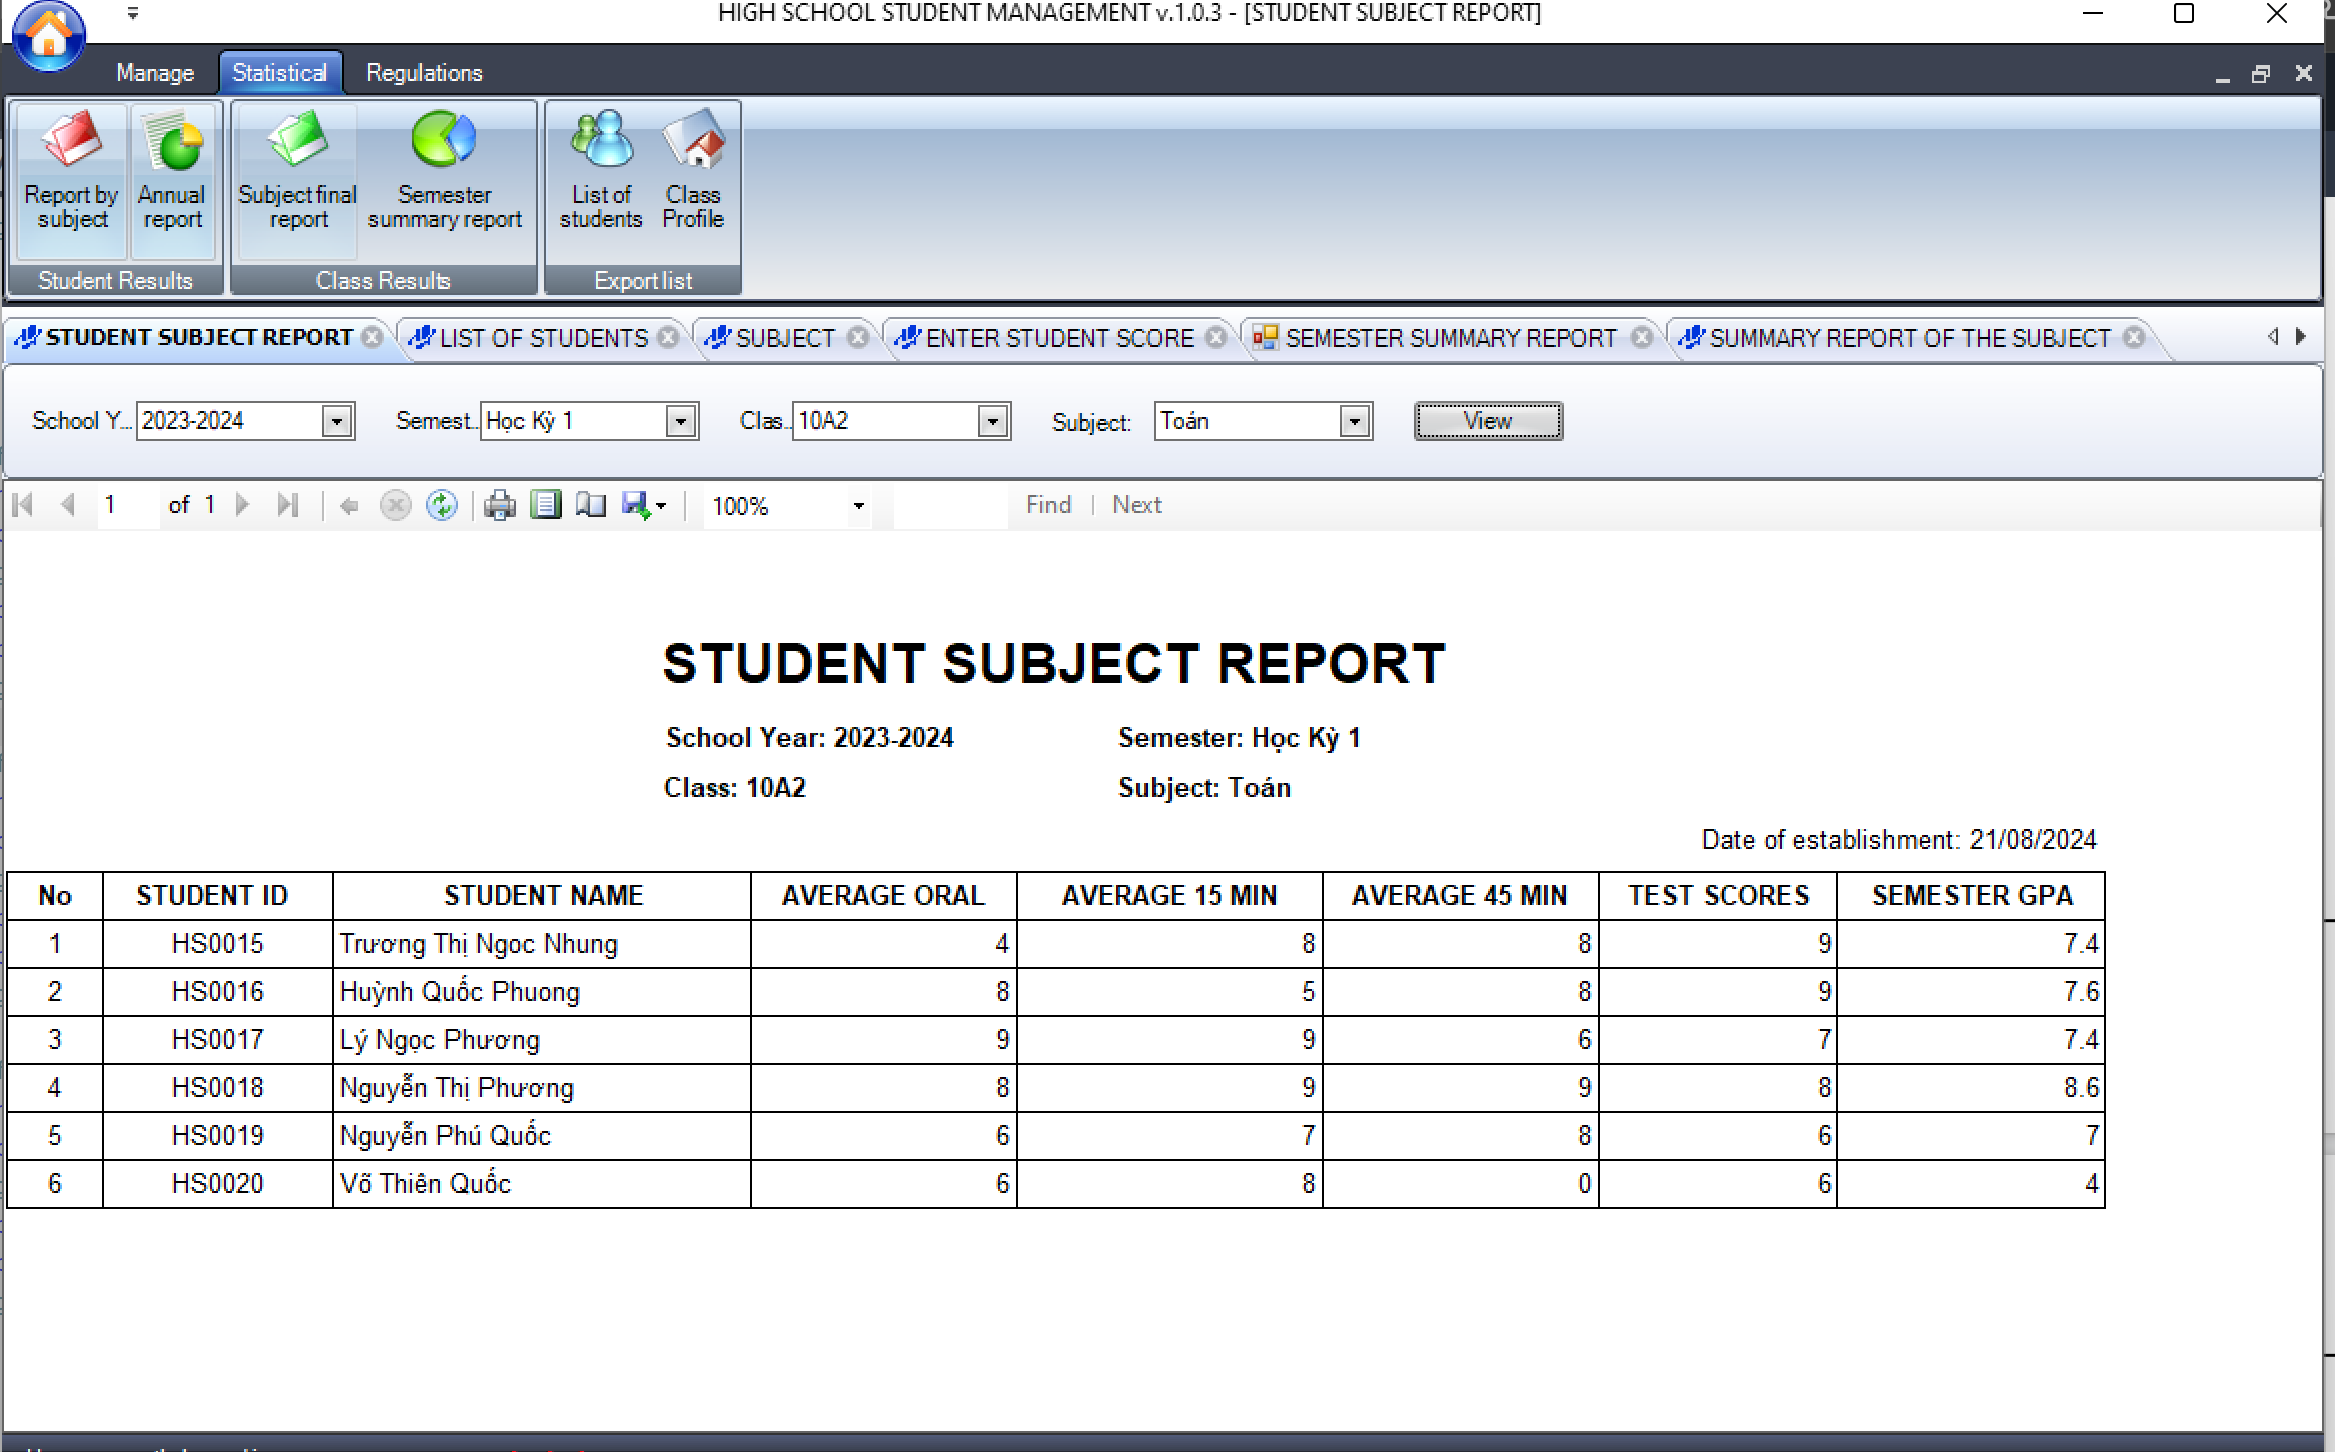 HIGH SCHOOL STUDENT MANAGEMENT v.1.0.3 - [STUDENT SUBJECT REPORT]
Manage Statistical Regulations
Report by subject
Annual report
Subject final report
Semester summary report
List of students
Class Profile
Student Results Class Results Export list
STUDENT SUBJECT REPORT LIST OF STUDENTS SUBJECT ENTER STUDENT SCORE SEMESTER SUMMARY REPORT SUMMARY REPORT OF THE SUBJECT
School Y... 2023-2024 Semest.. Học Kỳ 1 Clas.. 10A2 Subject: Toán View
1 of 1 100% Find | Next
STUDENT SUBJECT REPORT
School Year: 2023-2024 Semester: Học Kỳ 1
Class: 10A2 Subject: Toán
Date of establishment: 21/08/2024
No STUDENT ID STUDENT NAME AVERAGE ORAL AVERAGE 15 MIN AVERAGE 45 MIN TEST SCORES SEMESTER GPA
1 HS0015 Trương Thị Ngoc Nhung 4 8 8 9 7.4
2 HS0016 Huỳnh Quốc Phuong 8 5 8 9 7.6
3 HS0017 Lý Ngọc Phương 9 9 6 7 7.4
4 HS0018 Nguyễn Thị Phương 8 9 9 8 8.6
5 HS0019 Nguyễn Phú Quốc 6 7 8 6 7
6 HS0020 Võ Thiên Quốc 6 8 0 6 4